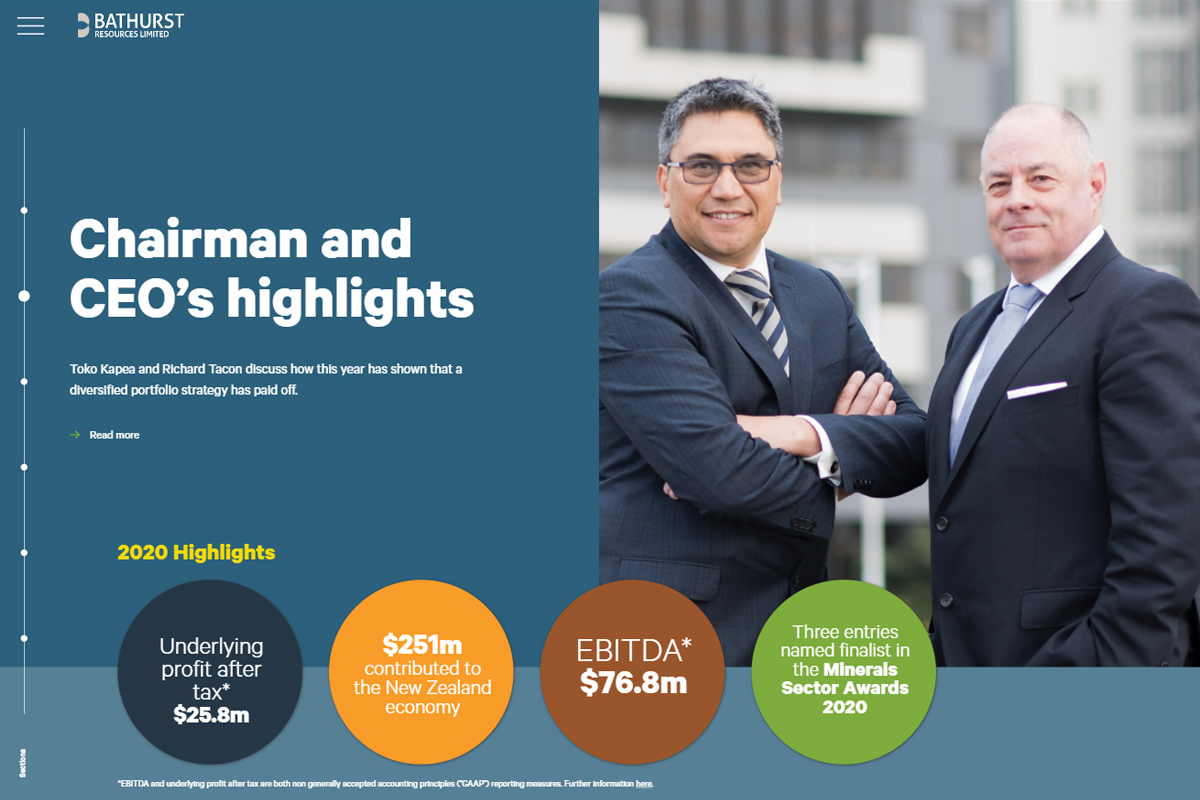 BATHURST
RESOURCES LIMITED
Chairman and
CEO’s highlights
Toko Kapea and Richard Tacon discuss how this year has shown that a
diversified portfolio strategy has paid off.
Read more
2020 Highlights
Underlying
profit after
tax*
$25.8m
$251m
contributed to
the New Zealand
economy
EBITDA*
$76.8m
Three entries
named finalist in
the Minerals
Sector Awards
2020
Sections
*EBITDA and underlying profit after tax are both non generally accepted accounting principles ("GAAP") reporting measures. Further information here.